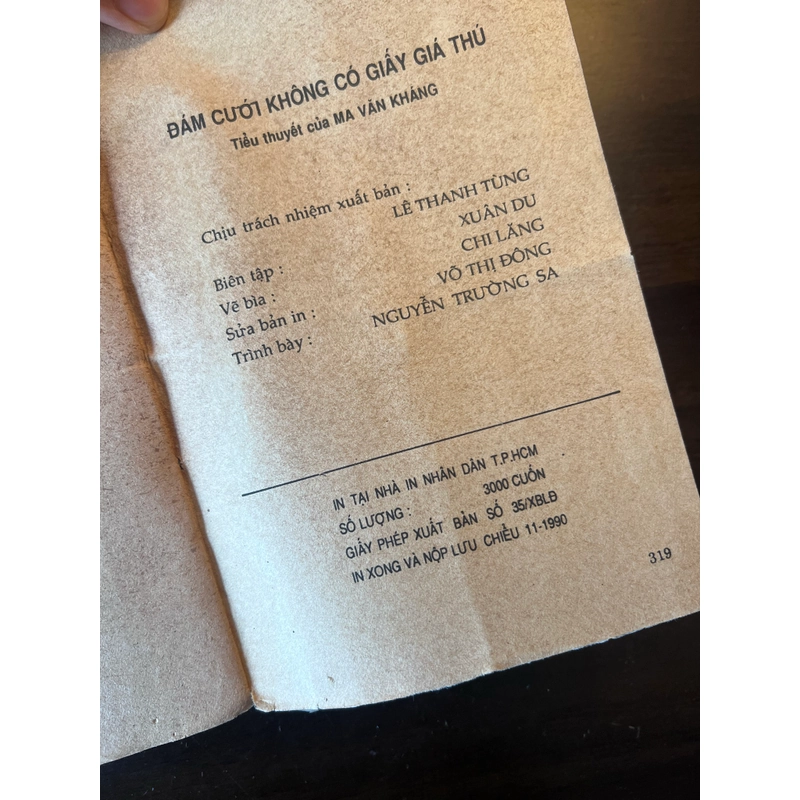 ĐÁM CƯỚI KHÔNG CÓ GIẤY GIÁ THÚ
Tiểu thuyết của MA VĂN KHÁNG
Chịu trách nhiệm xuất bản :
LÊ THANH TÙNG
Biên tập : XUÂN DU
Vẽ bìa : CHI LĂNG
Sửa bản in : VÕ THỊ ĐÔNG
Trình bày : NGUYỄN TRƯỜNG SA
IN TẠI NHÀ IN NHÂN DÂN T.P.HCM
SỐ LƯỢNG : 3000 CUỐN
GIẤY PHÉP XUẤT BẢN SỐ 35/XBLĐ
IN XONG VÀ NỘP LƯU CHIỂU 11-1990
319